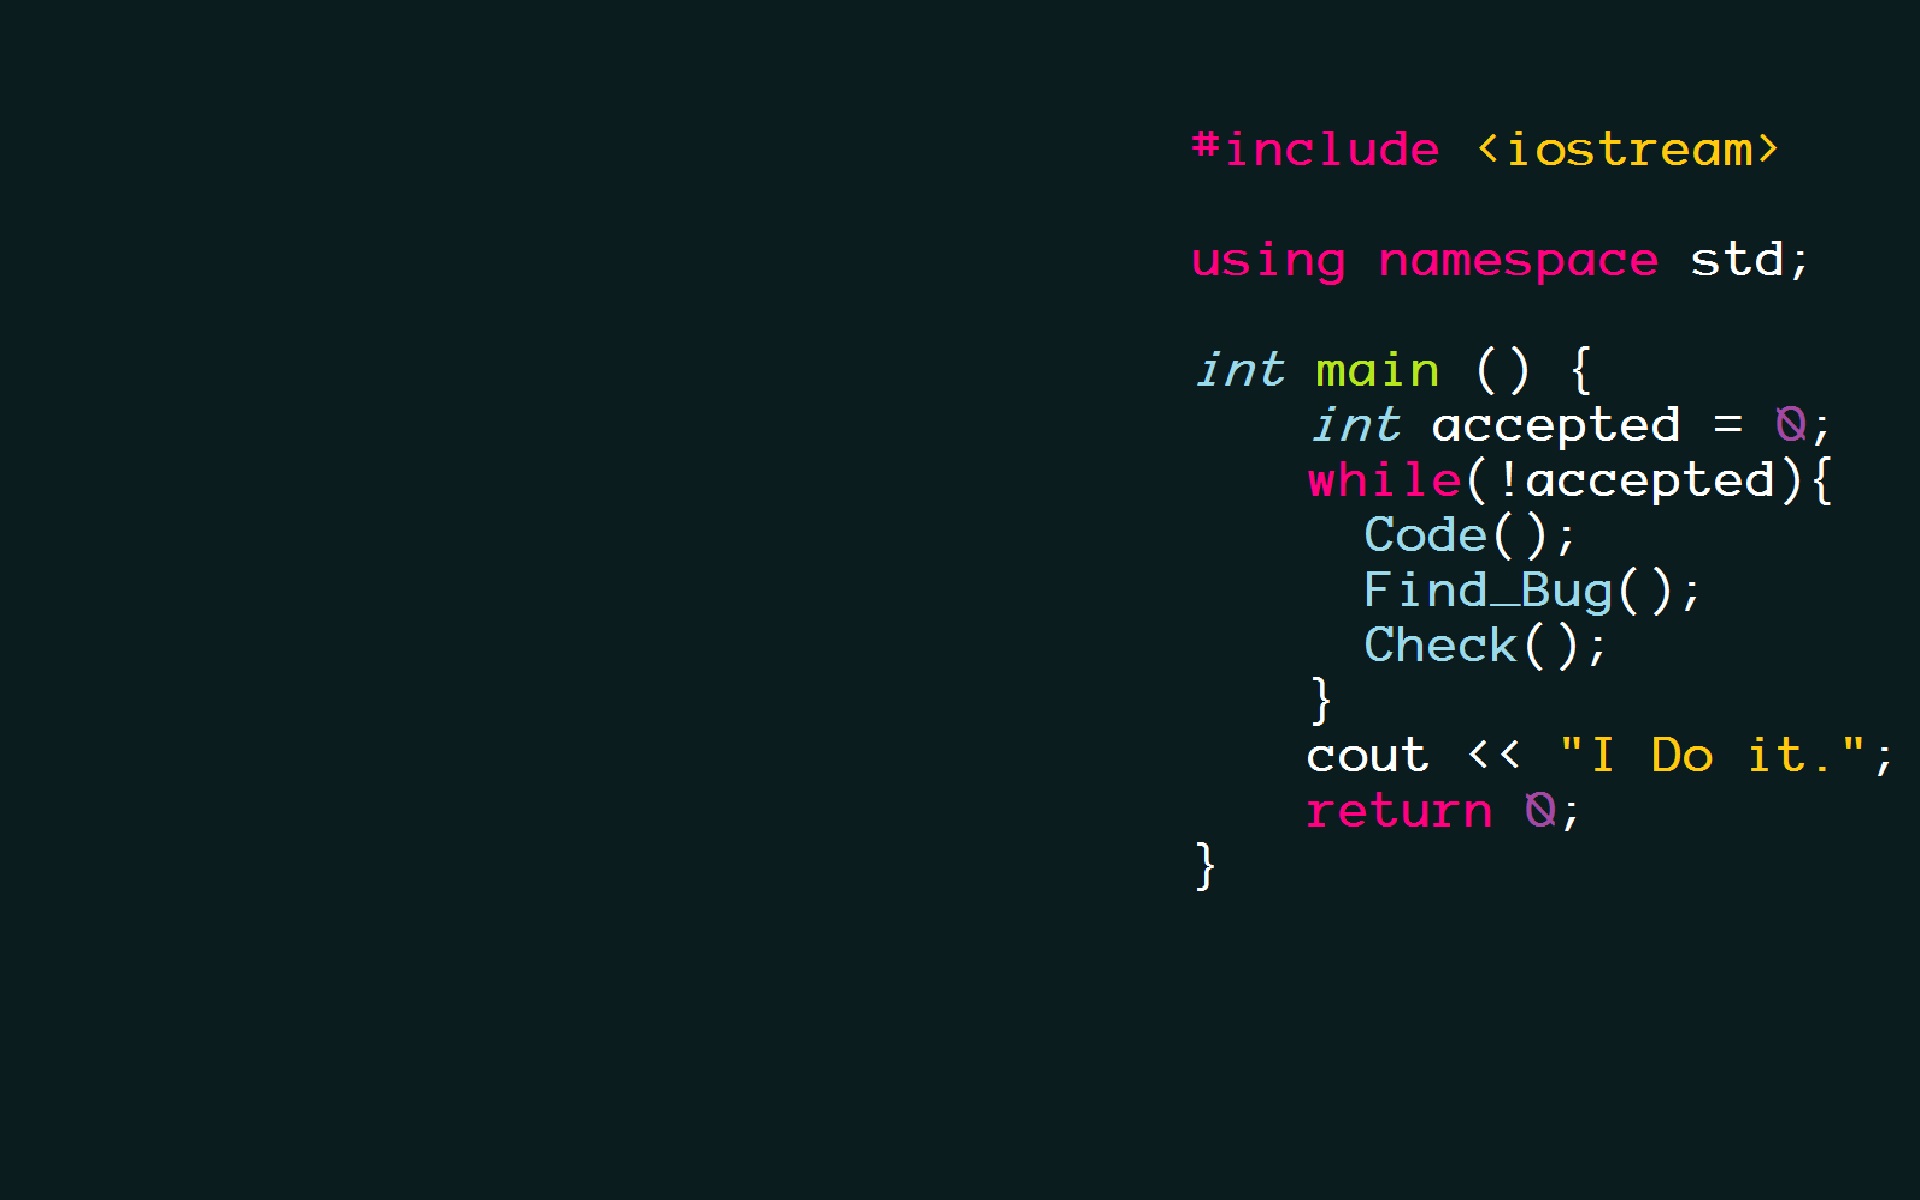 #include <iostream>
using namespace std;
int main () {
int accepted = 0;
while(!accepted){
Code();
Find_Bug();
Check();
}
cout << "I Do it.";
return 0;
}